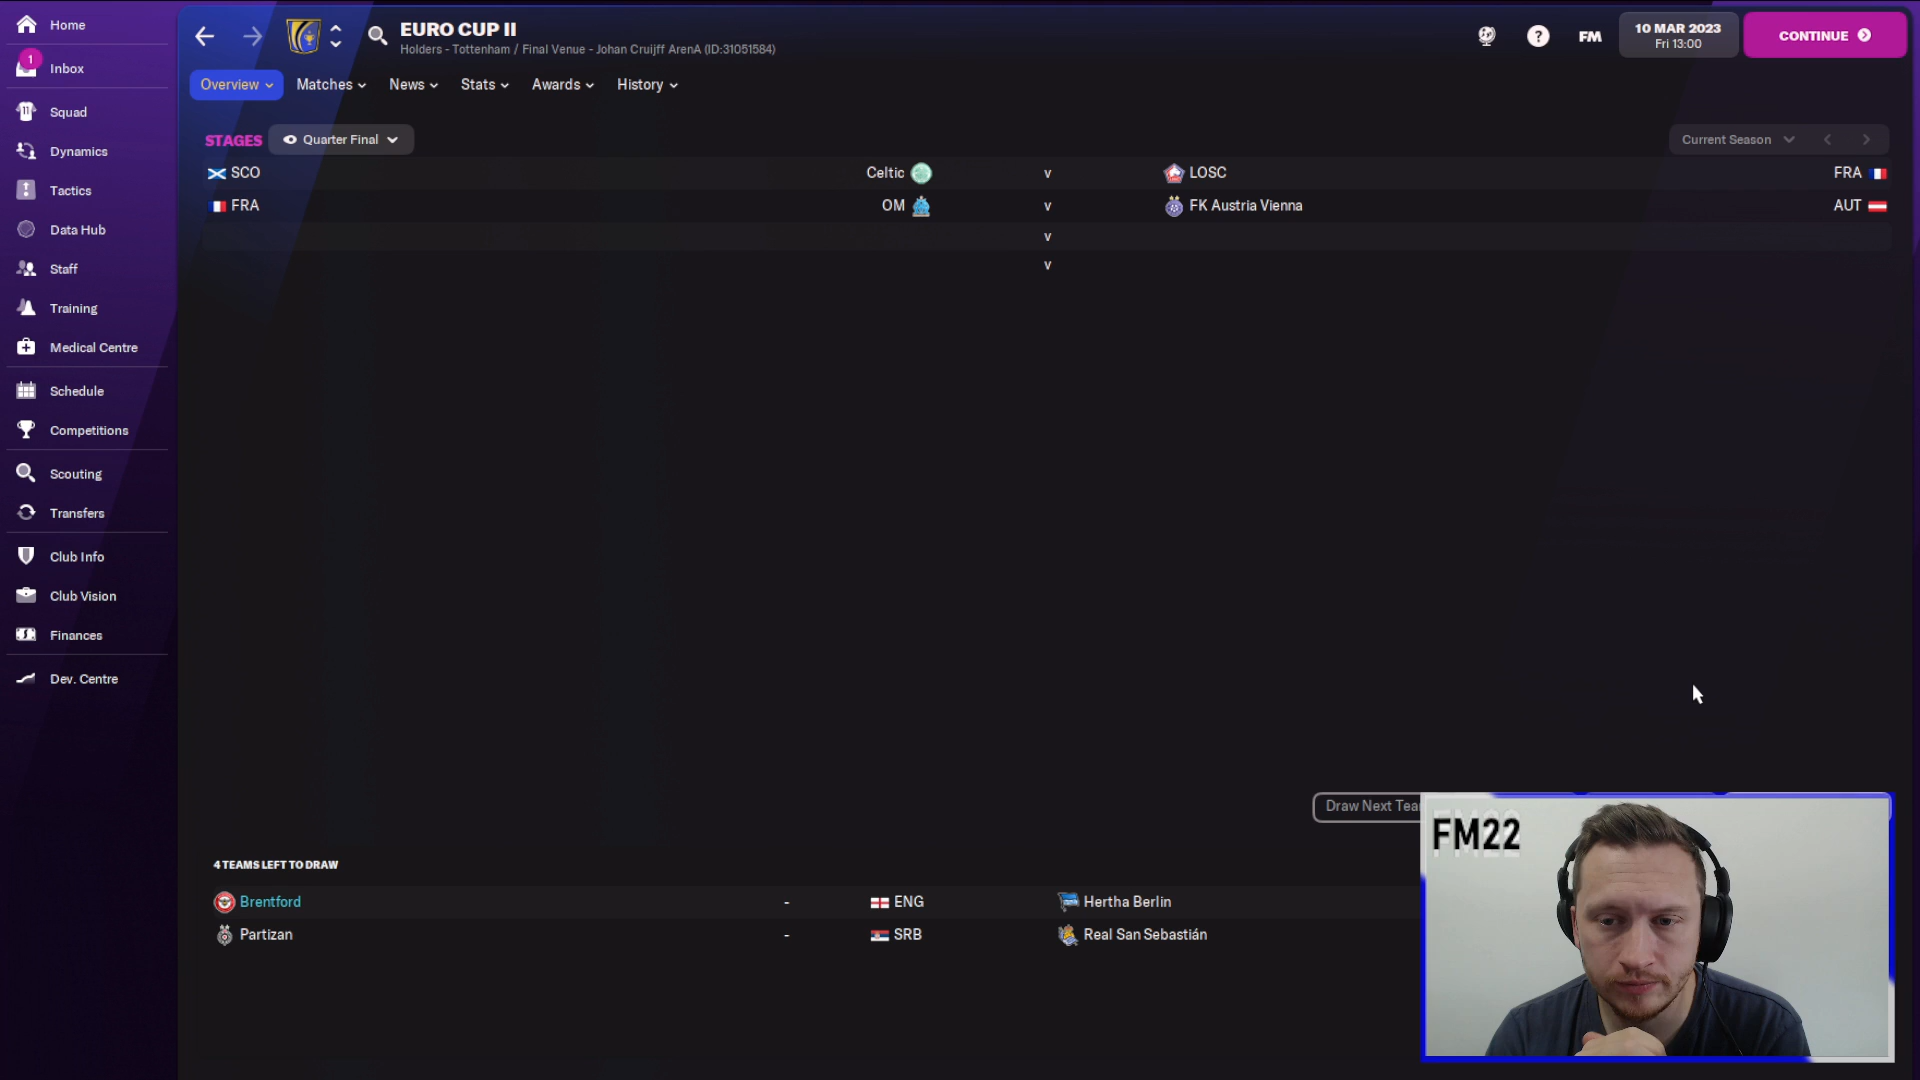 Home
1
Inbox
Squad
Dynamics
Tactics
Data Hub
Staff
Training
Medical Centre
Schedule
Competitions
Scouting
Transfers
Club Info
Club Vision
Finances
Dev. Centre
EURO CUP II
Holders - Tottenham / Final Venue - Johan Cruijff ArenA (ID:31051584)
? FM
10 MAR 2023
Fri 13:00
CONTINUE
Overview Matches News Stats Awards History
STAGES Quarter Final Current Season
SCO Celtic v LOSC FRA
FRA OM v FK Austria Vienna AUT
v
v
Draw Next Tea
4 TEAMS LEFT TO DRAW
Brentford - ENG Hertha Berlin
Partizan - SRB Real San Sebastián
FM22